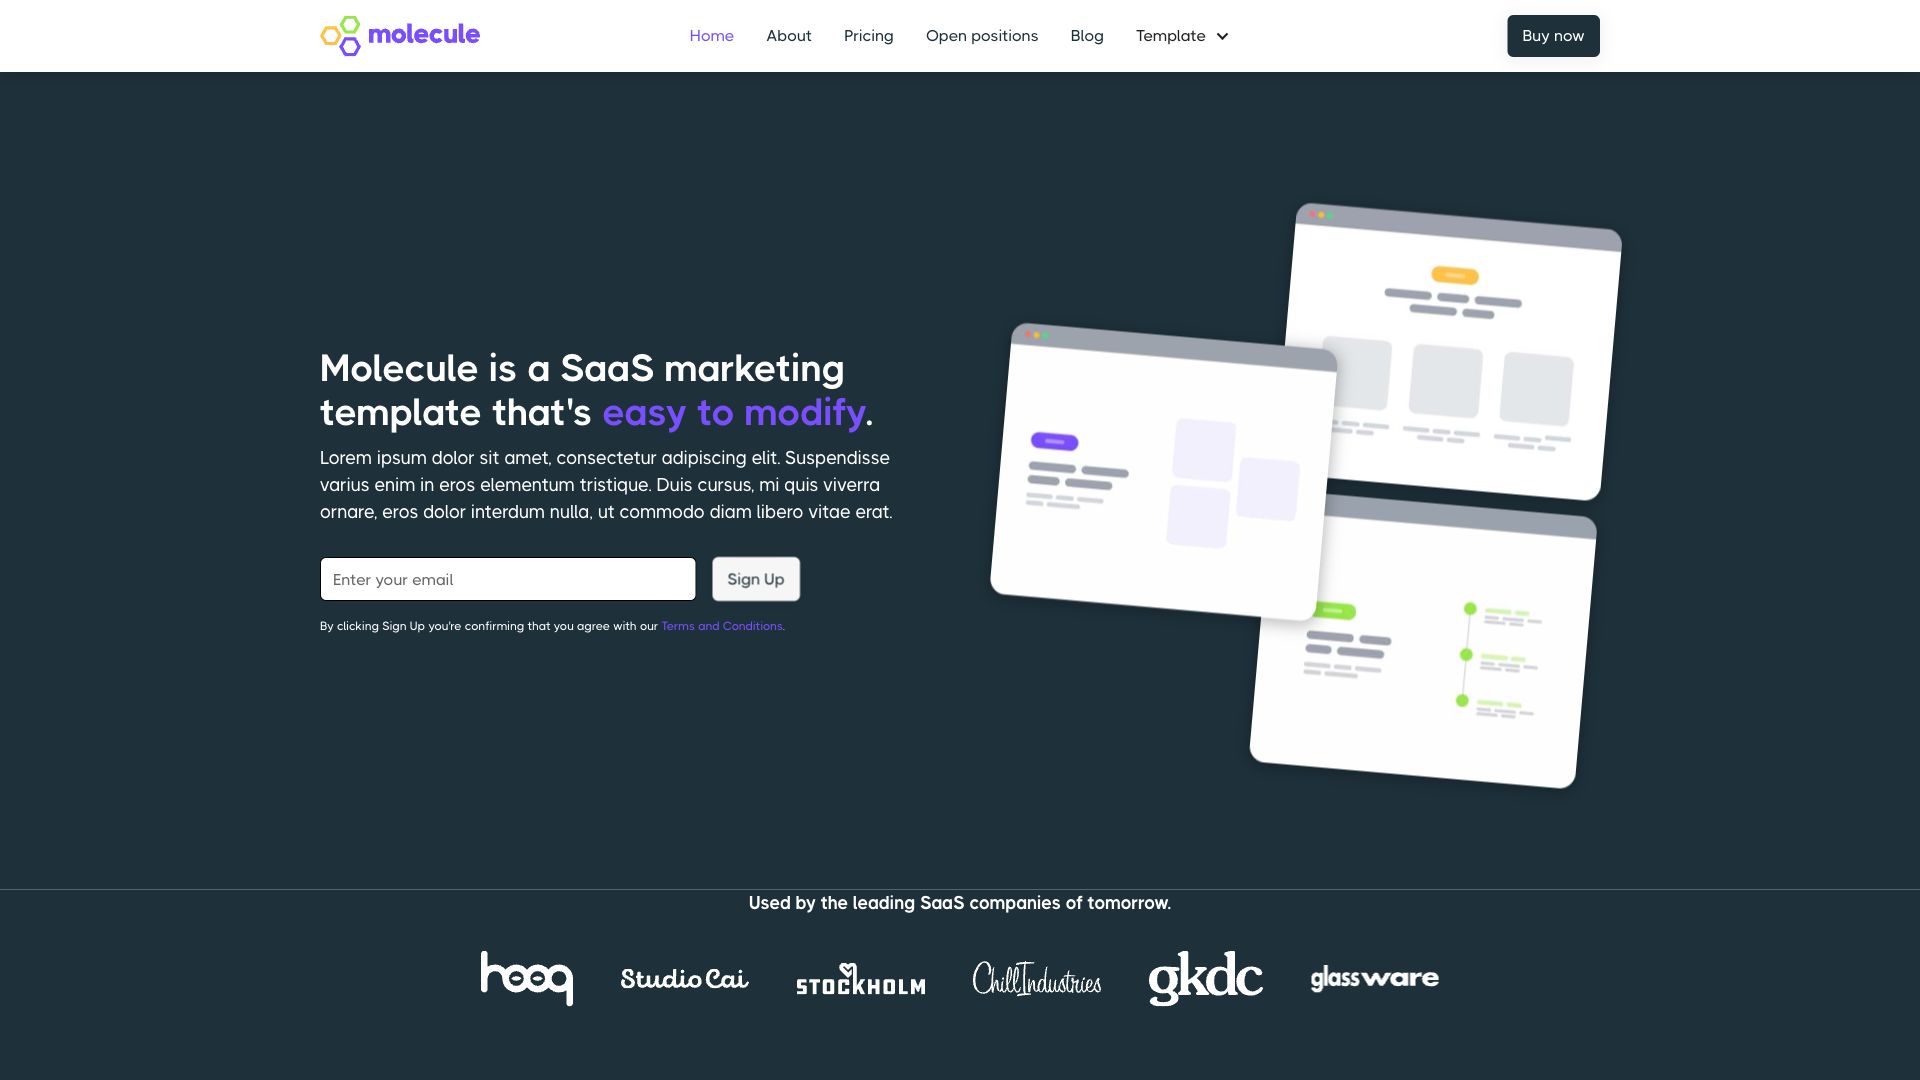 molecule
Home
About
Pricing
Open positions
Blog
Template
Buy now
Molecule is a SaaS marketing
template that's easy to modify.
Lorem ipsum dolor sit amet, consectetur adipiscing elit. Suspendisse
varius enim in eros elementum tristique. Duis cursus, mi quis viverra
ornare, eros dolor interdum nulla, ut commodo diam libero vitae erat.
Enter your email
Sign Up
By clicking Sign Up you're confirming that you agree with our Terms and Conditions.
Used by the leading SaaS companies of tomorrow.
hooq
Studio Cai
STOCKHOLM
Chill Industries
gkdc
glassware